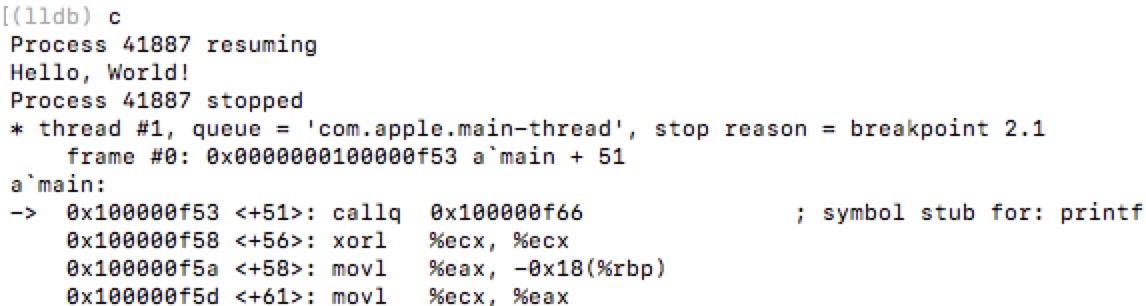 [(lldb) c
Process 41887 resuming
Hello, World!
Process 41887 stopped
* thread #1, queue = 'com.apple.main-thread', stop reason = breakpoint 2.1
    frame #0: 0x0000000100000f53 a`main + 51
a`main:
->  0x100000f53 <+51>: callq  0x100000f66               ; symbol stub for: printf
    0x100000f58 <+56>: xorl   %ecx, %ecx
    0x100000f5a <+58>: movl   %eax, -0x18(%rbp)
    0x100000f5d <+61>: movl   %ecx, %eax